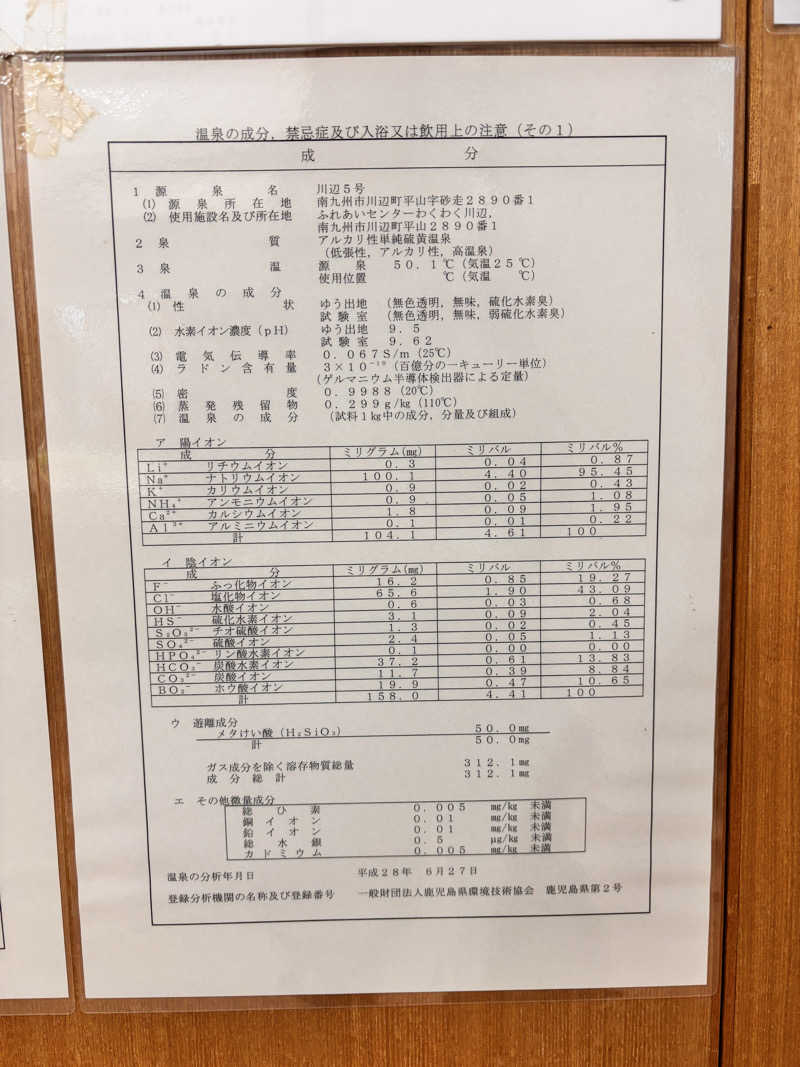 温泉の成分，禁忌症及び入浴又は飲用上の注意（その１）
成　分
１　源泉名　川辺５号
(1)　源泉所在地　南九州市川辺町平山字砂走２８９０番１
(2)　使用施設名及び所在地　ふれあいセンターわくわく川辺，
南九州市川辺町平山２８９０番１
２　泉質　アルカリ性単純硫黄温泉
（低張性，アルカリ性，高温泉）
３　泉温　源泉　５０．１℃（気温２５℃）
使用位置　℃（気温　℃）
４　温泉の成分
(1)　性状　ゆう出地　（無色透明，無味，硫化水素臭）
試験室　（無色透明，無味，弱硫化水素臭）
(2)　水素イオン濃度（ｐＨ）　ゆう出地　９．５
試験室　９．６２
(3)　電気伝導率　０．０６７Ｓ/ｍ（25℃）
(4)　ラドン含有量　３×１０⁻¹⁰（百億分の一キューリー単位）
（ゲルマニウム半導体検出器による定量）
(5)　密度　０．９９８８（20℃）
(6)　蒸発残留物　０．２９９ｇ/㎏（110℃）
(7)　温泉の成分　（試料１㎏中の成分，分量及び組成）
ア　陽イオン
成分　ミリグラム(㎎)　ミリバル　ミリバル％
Ｌｉ⁺　リチウムイオン　０．３　０．０４　０．８７
Ｎａ⁺　ナトリウムイオン　１００．１　４．４０　９５．４５
Ｋ⁺　カリウムイオン　０．９　０．０２　０．４３
ＮＨ₄⁺　アンモニウムイオン　０．９　０．０５　１．０８
Ｃａ²⁺　カルシウムイオン　１．８　０．０９　１．９５
Ａｌ³⁺　アルミニウムイオン　０．１　０．０１　０．２２
計　１０４．１　４．６１　１００
イ　陰イオン
成分　ミリグラム(㎎)　ミリバル　ミリバル％
Ｆ⁻　ふっ化物イオン　１６．２　０．８５　１９．２７
Ｃｌ⁻　塩化物イオン　６５．６　１．９０　４３．０９
ＯＨ⁻　水酸イオン　０．６　０．０３　０．６８
ＨＳ⁻　硫化水素イオン　３．１　０．０９　２．０４
Ｓ₂Ｏ₃²⁻　チオ硫酸イオン　１．３　０．０２　０．４５
ＳＯ₄²⁻　硫酸イオン　２．４　０．０５　１．１３
ＨＰＯ₄²⁻　リン酸水素イオン　０．１　０．００　０．００
ＨＣＯ₃⁻　炭酸水素イオン　３７．２　０．６１　１３．８３
ＣＯ₃²⁻　炭酸イオン　１１．７　０．３９　８．８４
ＢＯ₂⁻　ホウ酸イオン　１９．９　０．４７　１０．６５
計　１５８．０　４．４１　１００
ウ　遊離成分
メタけい酸（Ｈ₂ＳｉＯ₃）　５０．０㎎
計　５０．０㎎
ガス成分を除く溶存物質総量　３１２．１㎎
成分総計　３１２．１㎎
エ　その他微量成分
総ひ素　０．００５　㎎/㎏　未満
銅イオン　０．０１　㎎/㎏　未満
鉛イオン　０．０１　㎎/㎏　未満
総水銀　０．５　μg/㎏　未満
カドミウム　０．００５　㎎/㎏　未満
温泉の分析年月日　平成２８年　６月２７日
登録分析機関の名称及び登録番号　一般財団法人鹿児島県環境技術協会　鹿児島県第２号